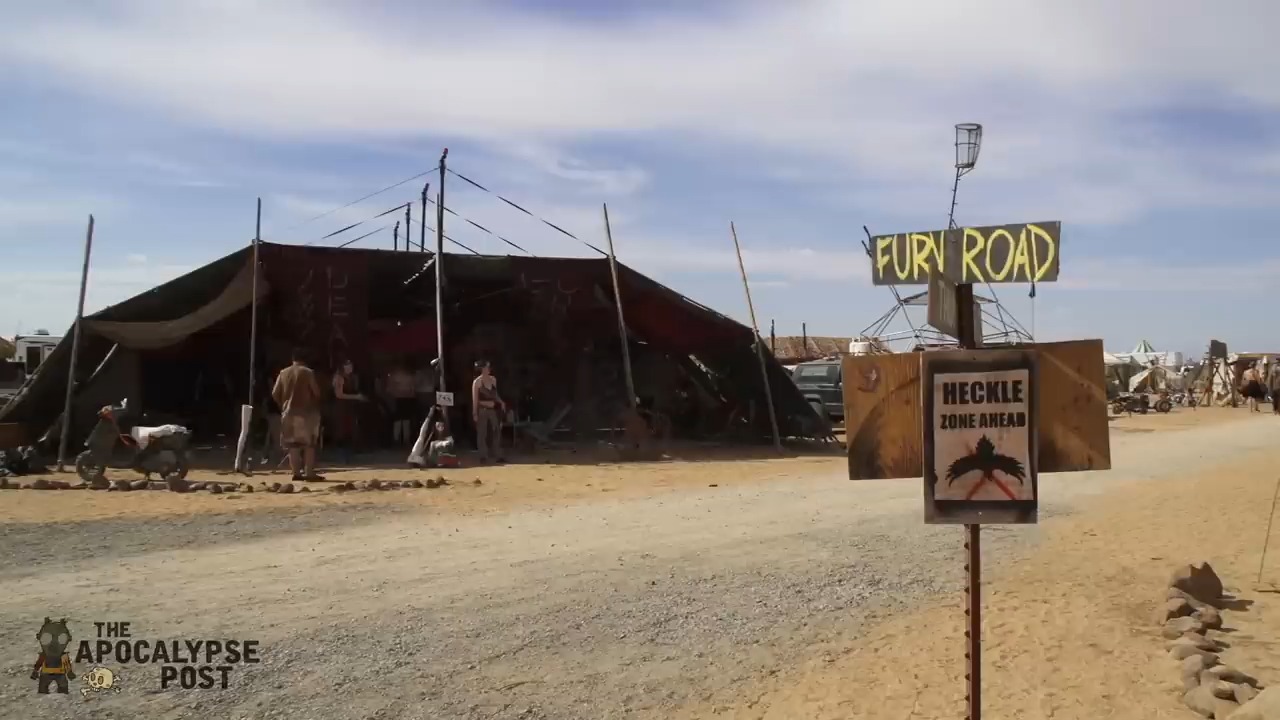 FURY ROAD
HECKLE
ZONE AHEAD
THE
APOCALYPSE
POST